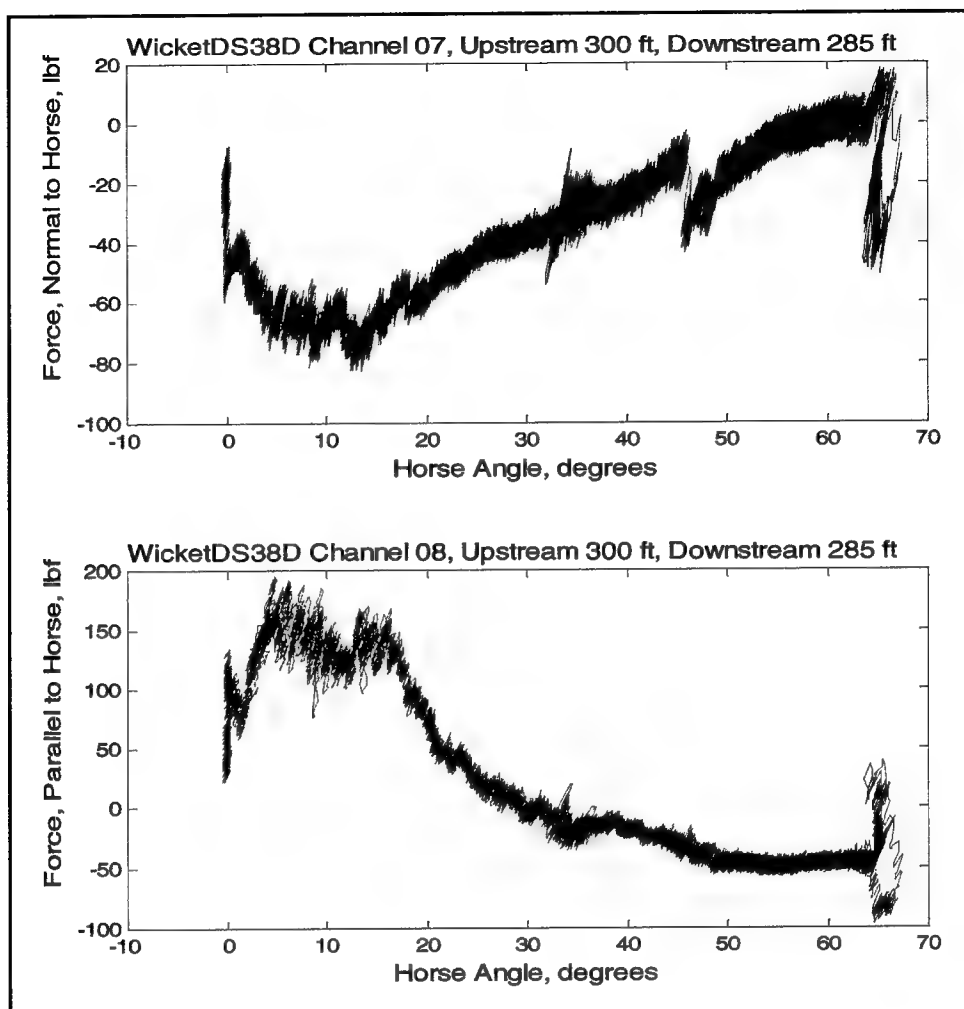 WicketDS38D Channel 07, Upstream 300 ft, Downstream 285 ft
20
0
-20
-40
-60
-80
-100
Force, Normal to Horse, lbf
-10 0 10 20 30 40 50 60 70
Horse Angle, degrees
WicketDS38D Channel 08, Upstream 300 ft, Downstream 285 ft
200
150
100
50
0
-50
-100
Force, Parallel to Horse, lbf
-10 0 10 20 30 40 50 60 70
Horse Angle, degrees